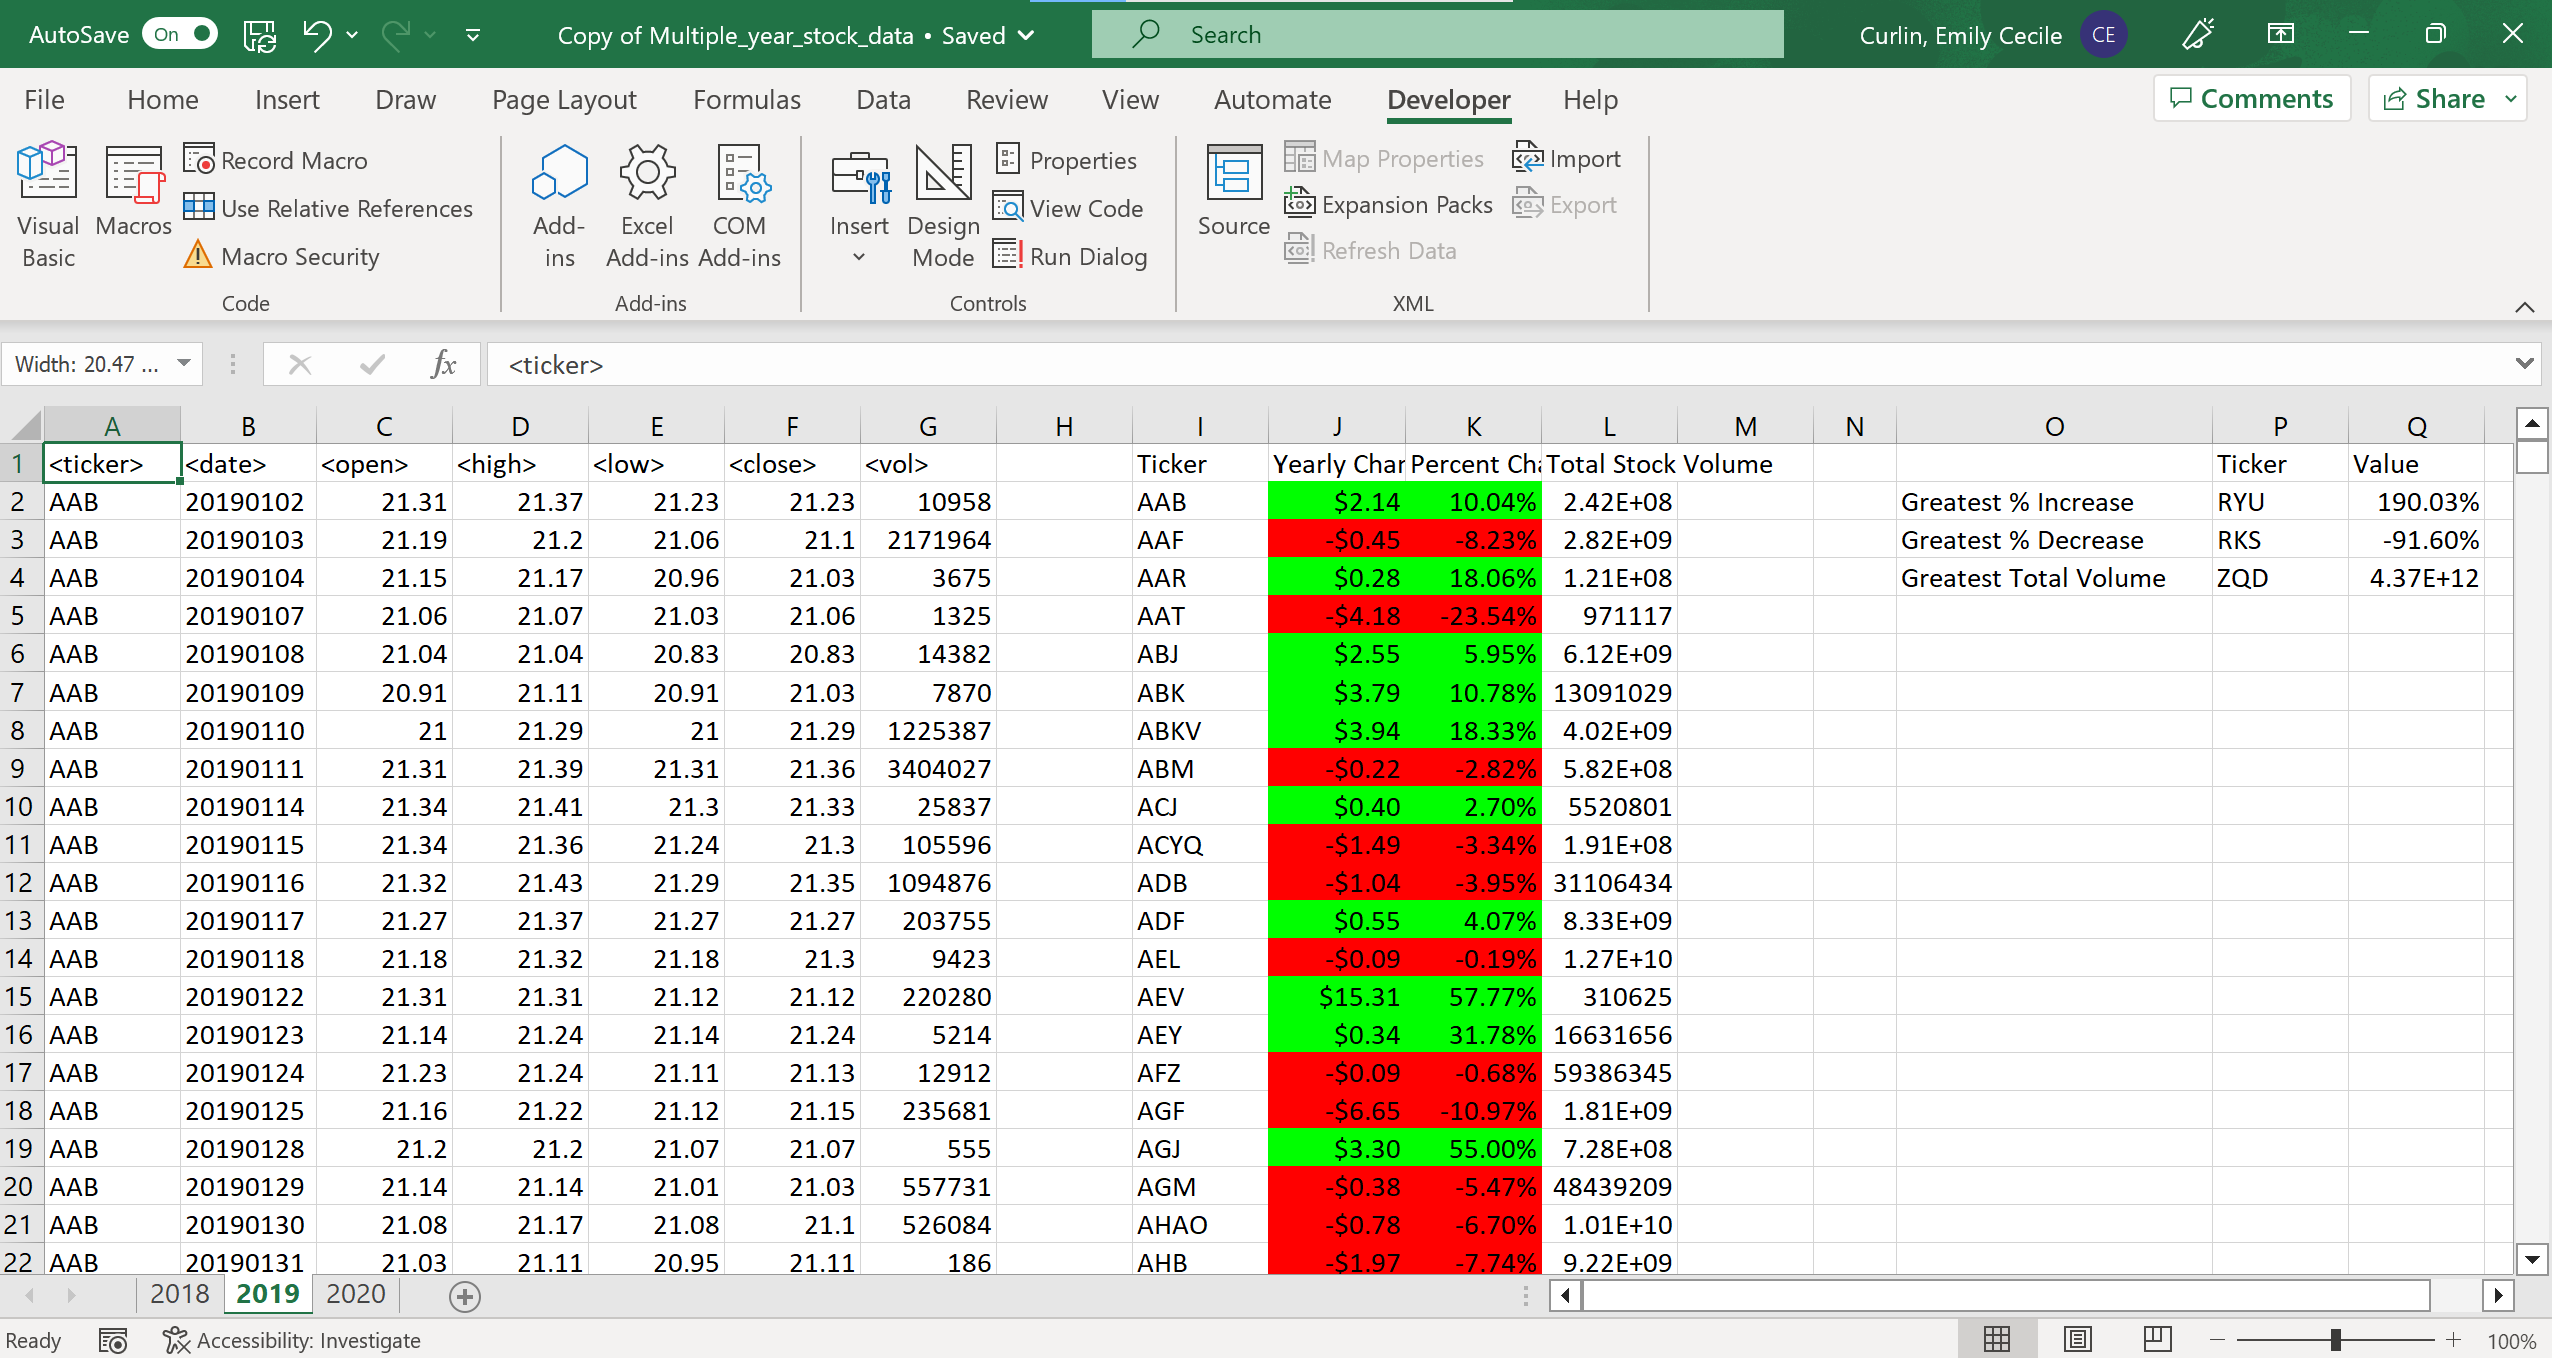 AutoSave On Copy of Multiple_year_stock_data • Saved Search Curlin, Emily Cecile CE
File Home Insert Draw Page Layout Formulas Data Review View Automate Developer Help Comments Share
Visual Basic Macros Record Macro Use Relative References Macro Security
Add-ins Excel Add-ins COM Add-ins
Insert Design Mode Properties View Code Run Dialog
Source Map Properties Expansion Packs Refresh Data Import Export
Code Add-ins Controls XML
Width: 20.47 ... fx <ticker>
A B C D E F G H I J K L M N O P Q
1 <ticker> <date> <open> <high> <low> <close> <vol> Ticker Yearly Char Percent Cha Total Stock Volume Ticker Value
2 AAB 20190102 21.31 21.37 21.23 21.23 10958 AAB $2.14 10.04% 2.42E+08 Greatest % Increase RYU 190.03%
3 AAB 20190103 21.19 21.2 21.06 21.1 2171964 AAF -$0.45 -8.23% 2.82E+09 Greatest % Decrease RKS -91.60%
4 AAB 20190104 21.15 21.17 20.96 21.03 3675 AAR $0.28 18.06% 1.21E+08 Greatest Total Volume ZQD 4.37E+12
5 AAB 20190107 21.06 21.07 21.03 21.06 1325 AAT -$4.18 -23.54% 971117
6 AAB 20190108 21.04 21.04 20.83 20.83 14382 ABJ $2.55 5.95% 6.12E+09
7 AAB 20190109 20.91 21.11 20.91 21.03 7870 ABK $3.79 10.78% 13091029
8 AAB 20190110 21 21.29 21 21.29 1225387 ABKV $3.94 18.33% 4.02E+09
9 AAB 20190111 21.31 21.39 21.31 21.36 3404027 ABM -$0.22 -2.82% 5.82E+08
10 AAB 20190114 21.34 21.41 21.3 21.33 25837 ACJ $0.40 2.70% 5520801
11 AAB 20190115 21.34 21.36 21.24 21.3 105596 ACYQ -$1.49 -3.34% 1.91E+08
12 AAB 20190116 21.32 21.43 21.29 21.35 1094876 ADB -$1.04 -3.95% 31106434
13 AAB 20190117 21.27 21.37 21.27 21.27 203755 ADF $0.55 4.07% 8.33E+09
14 AAB 20190118 21.18 21.32 21.18 21.3 9423 AEL -$0.09 -0.19% 1.27E+10
15 AAB 20190122 21.31 21.31 21.12 21.12 220280 AEV $15.31 57.77% 310625
16 AAB 20190123 21.14 21.24 21.14 21.24 5214 AEY $0.34 31.78% 16631656
17 AAB 20190124 21.23 21.24 21.11 21.13 12912 AFZ -$0.09 -0.68% 59386345
18 AAB 20190125 21.16 21.22 21.12 21.15 235681 AGF -$6.65 -10.97% 1.81E+09
19 AAB 20190128 21.2 21.2 21.07 21.07 555 AGJ $3.30 55.00% 7.28E+08
20 AAB 20190129 21.14 21.14 21.01 21.03 557731 AGM -$0.38 -5.47% 48439209
21 AAB 20190130 21.08 21.17 21.08 21.1 526084 AHAO -$0.78 -6.70% 1.01E+10
22 AAB 20190131 21.03 21.11 20.95 21.11 186 AHB -$1.97 -7.74% 9.22E+09
2018 2019 2020
Ready Accessibility: Investigate 100%